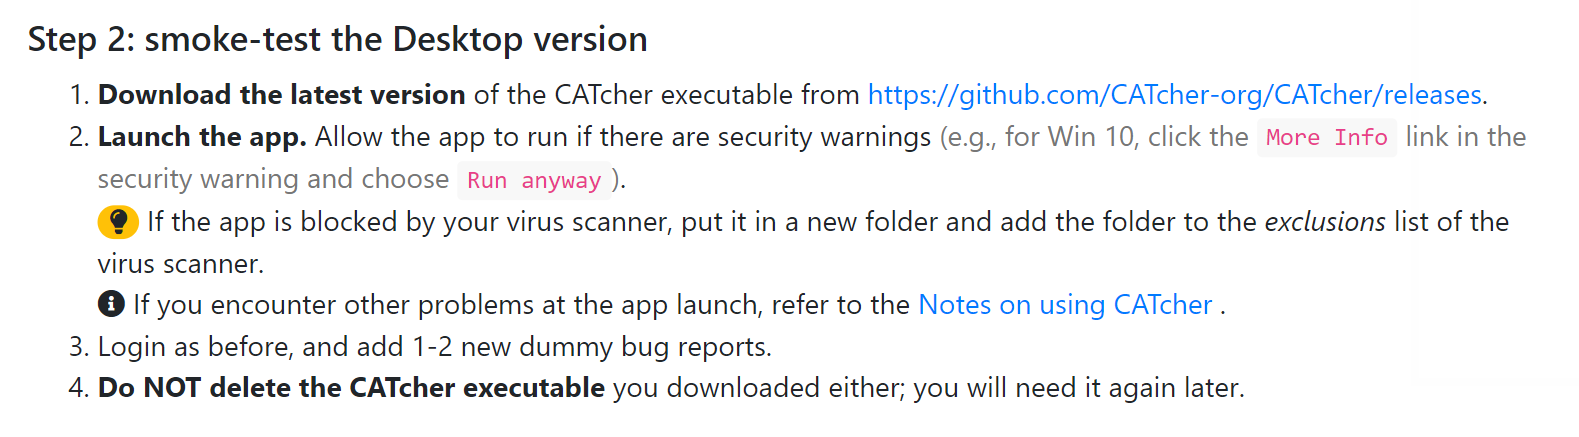 Step 2: smoke-test the Desktop version
1. Download the latest version of the CATcher executable from https://github.com/CATcher-org/CATcher/releases.
2. Launch the app. Allow the app to run if there are security warnings (e.g., for Win 10, click the More Info link in the
security warning and choose Run anyway ).
If the app is blocked by your virus scanner, put it in a new folder and add the folder to the exclusions list of the
virus scanner.
If you encounter other problems at the app launch, refer to the Notes on using CATcher .
3. Login as before, and add 1-2 new dummy bug reports.
4. Do NOT delete the CATcher executable you downloaded either; you will need it again later.